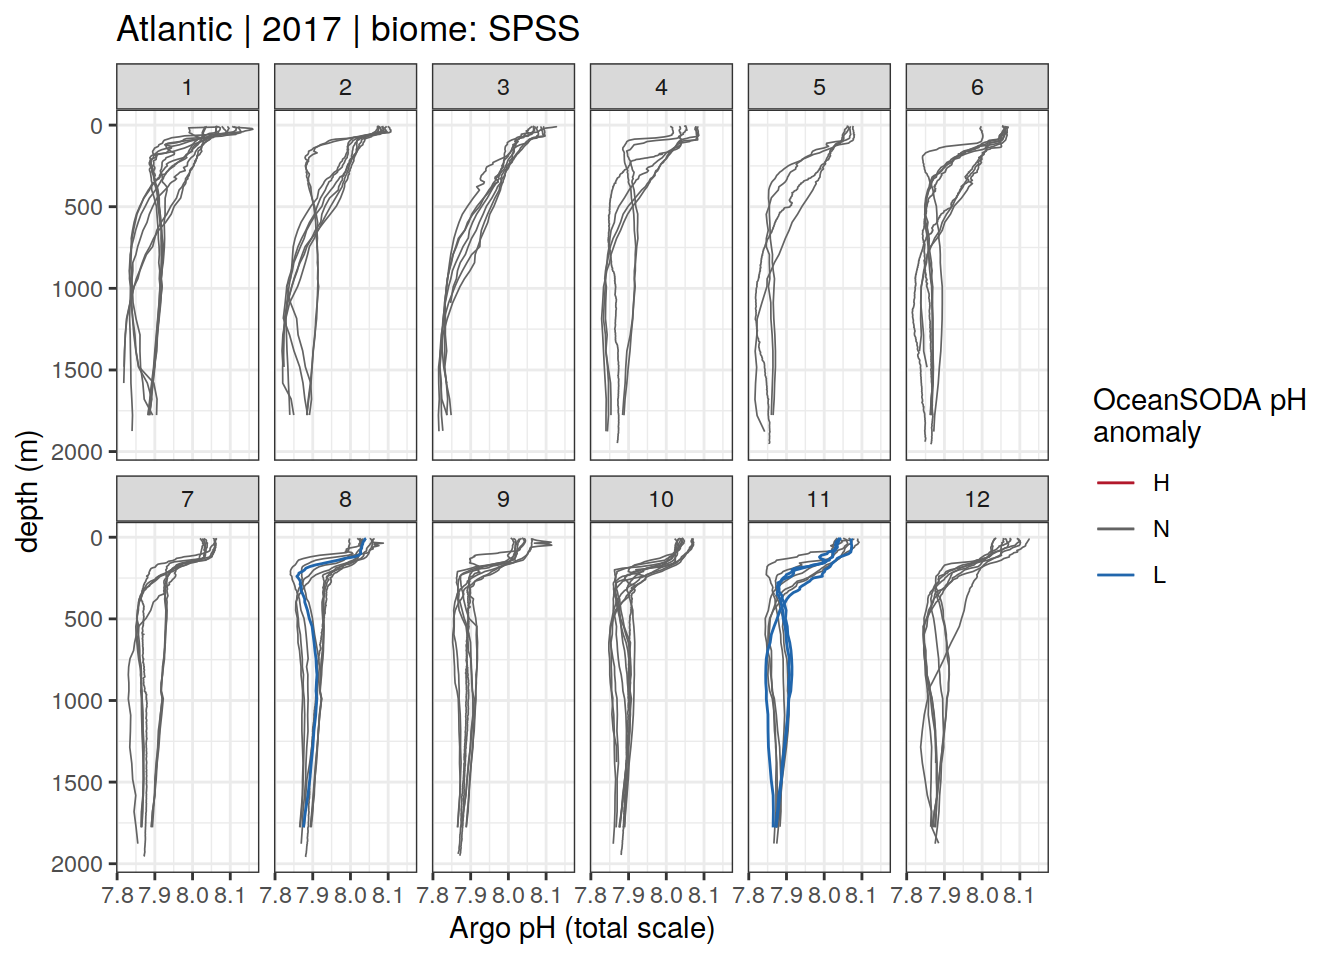 Atlantic | 2017 | biome: SPSS
1 2 3 4 5 6
0
500
1000
1500
2000
7 8 9 10 11 12
0
500
1000
1500
2000
7.8 7.9 8.0 8.1 7.8 7.9 8.0 8.1 7.8 7.9 8.0 8.1 7.8 7.9 8.0 8.1 7.8 7.9 8.0 8.1 7.8 7.9 8.0 8.1
Argo pH (total scale)
depth (m)
OceanSODA pH
anomaly
H
N
L